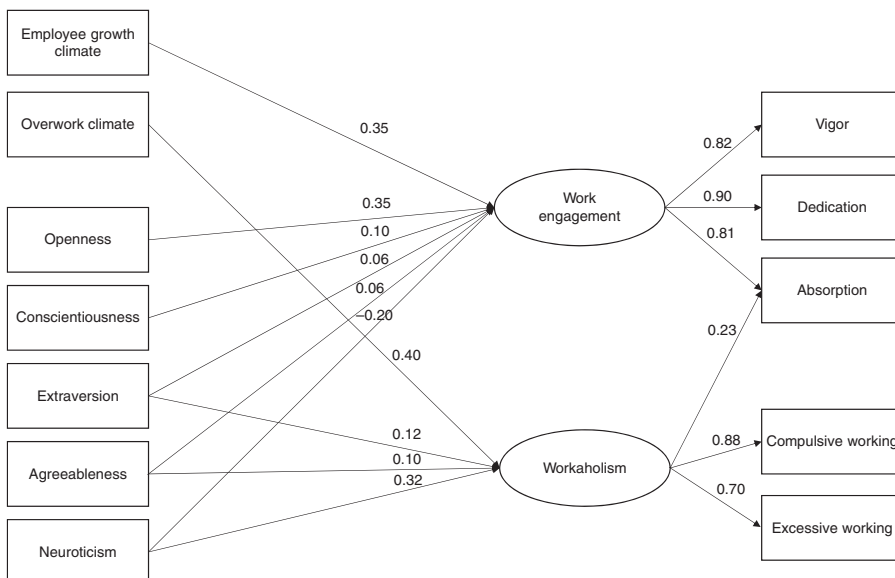 Employee growth
climate
Overwork climate
Openness
Conscientiousness
Extraversion
Agreeableness
Neuroticism
0.35
0.35
0.10
0.06
0.06
–0.20
0.40
0.12
0.10
0.32
Work
engagement
Workaholism
0.82
0.90
0.81
0.23
0.88
0.70
Vigor
Dedication
Absorption
Compulsive working
Excessive working